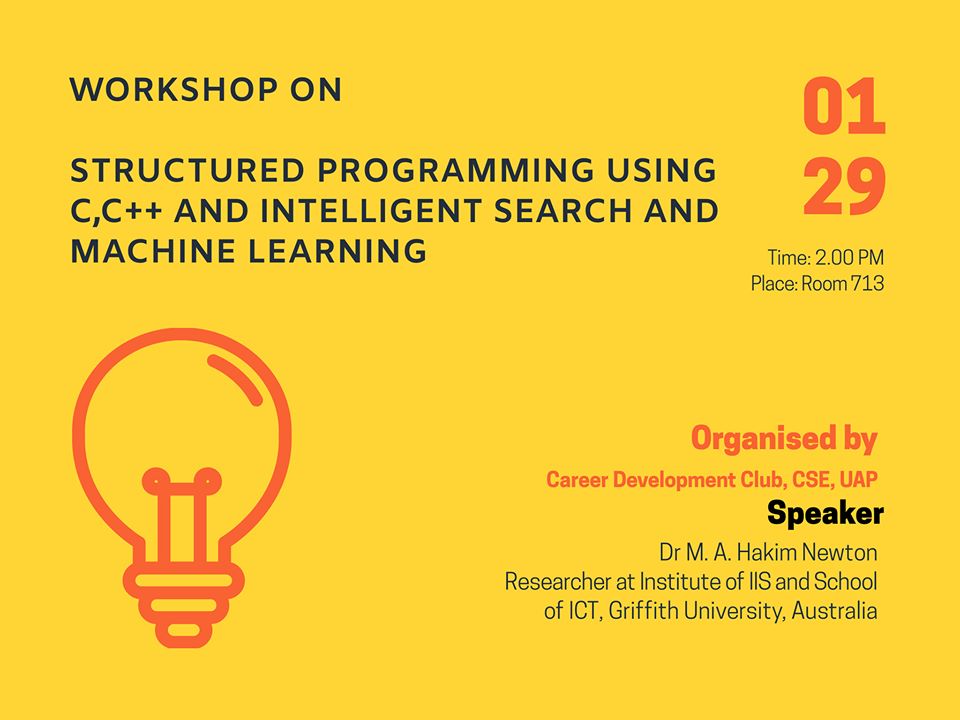 WORKSHOP ON
STRUCTURED PROGRAMMING USING
C,C++ AND INTELLIGENT SEARCH AND
MACHINE LEARNING
01
29
Time: 2.00 PM
Place: Room 713
Organised by
Career Development Club, CSE, UAP
Speaker
Dr M. A. Hakim Newton
Researcher at Institute of IIS and School
of ICT, Griffith University, Australia